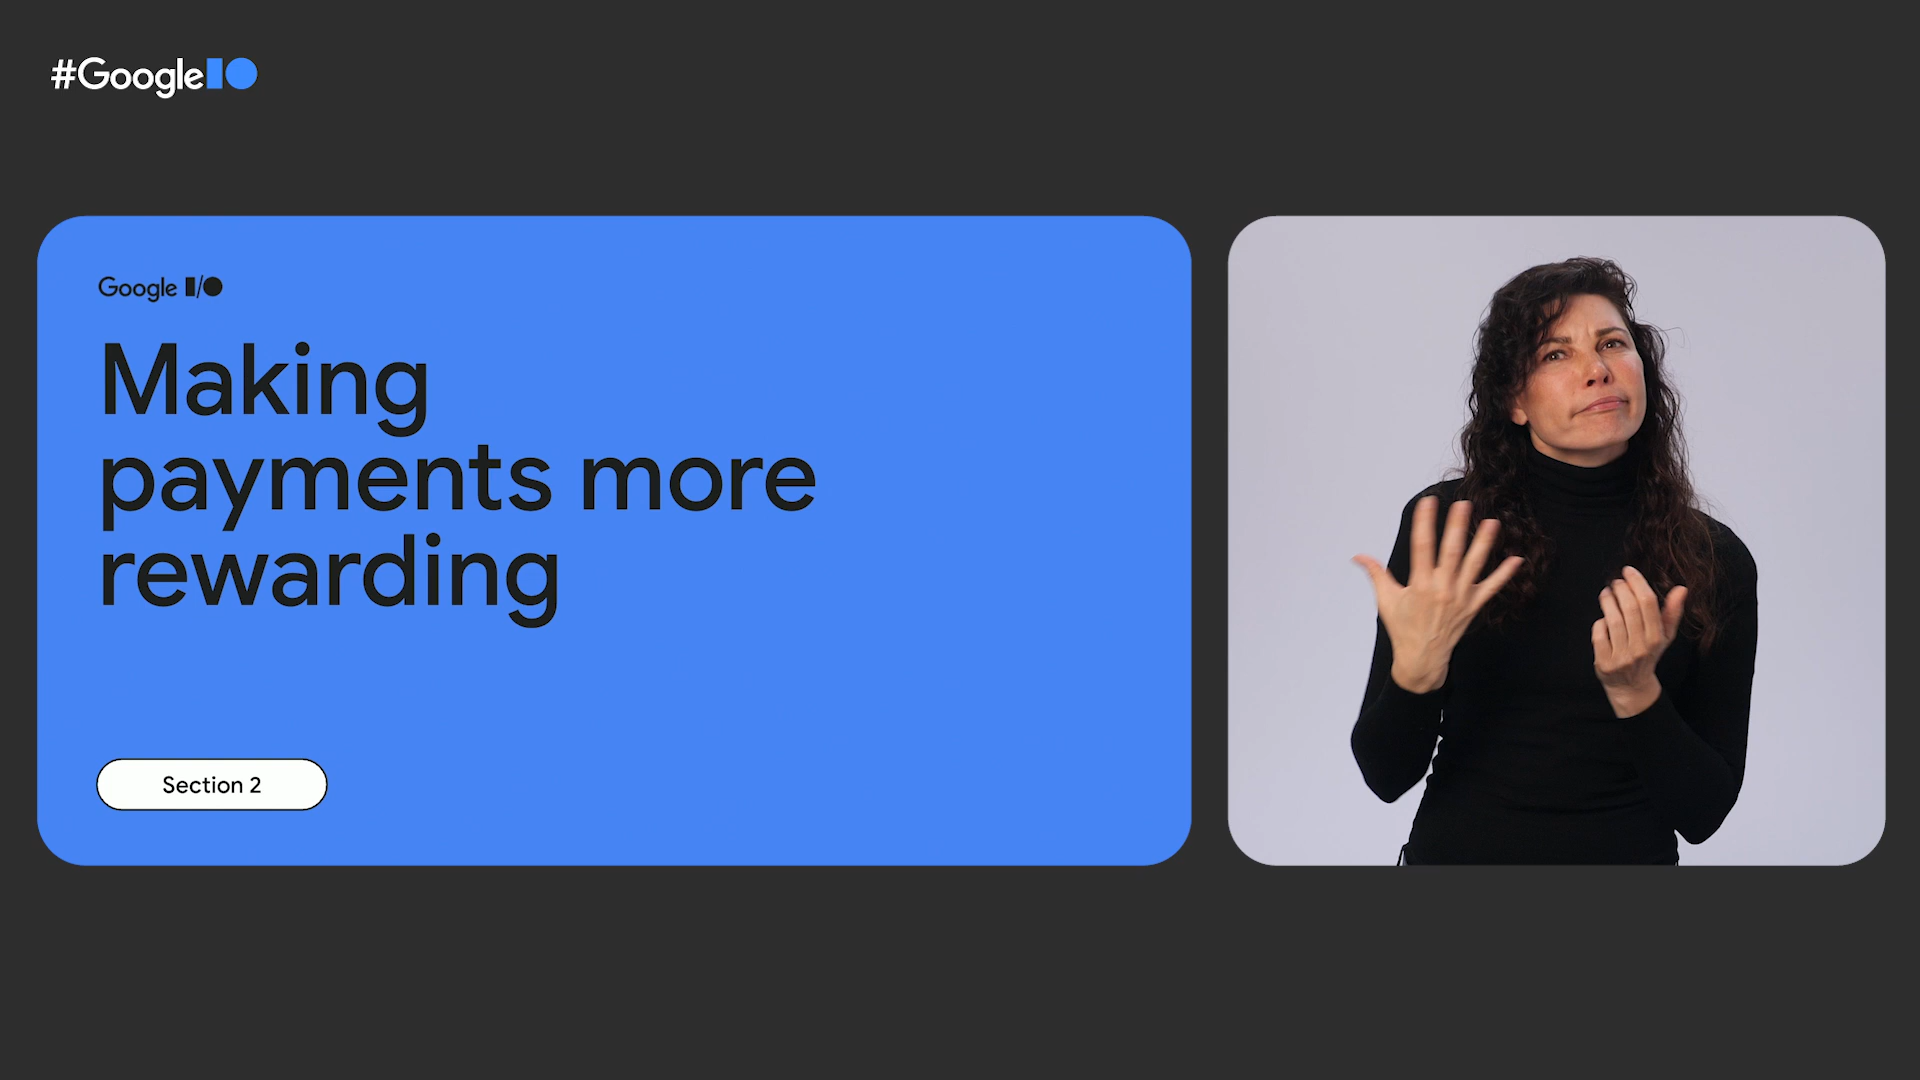 #GoogleIO
Google I/O
Making
payments more
rewarding
Section 2